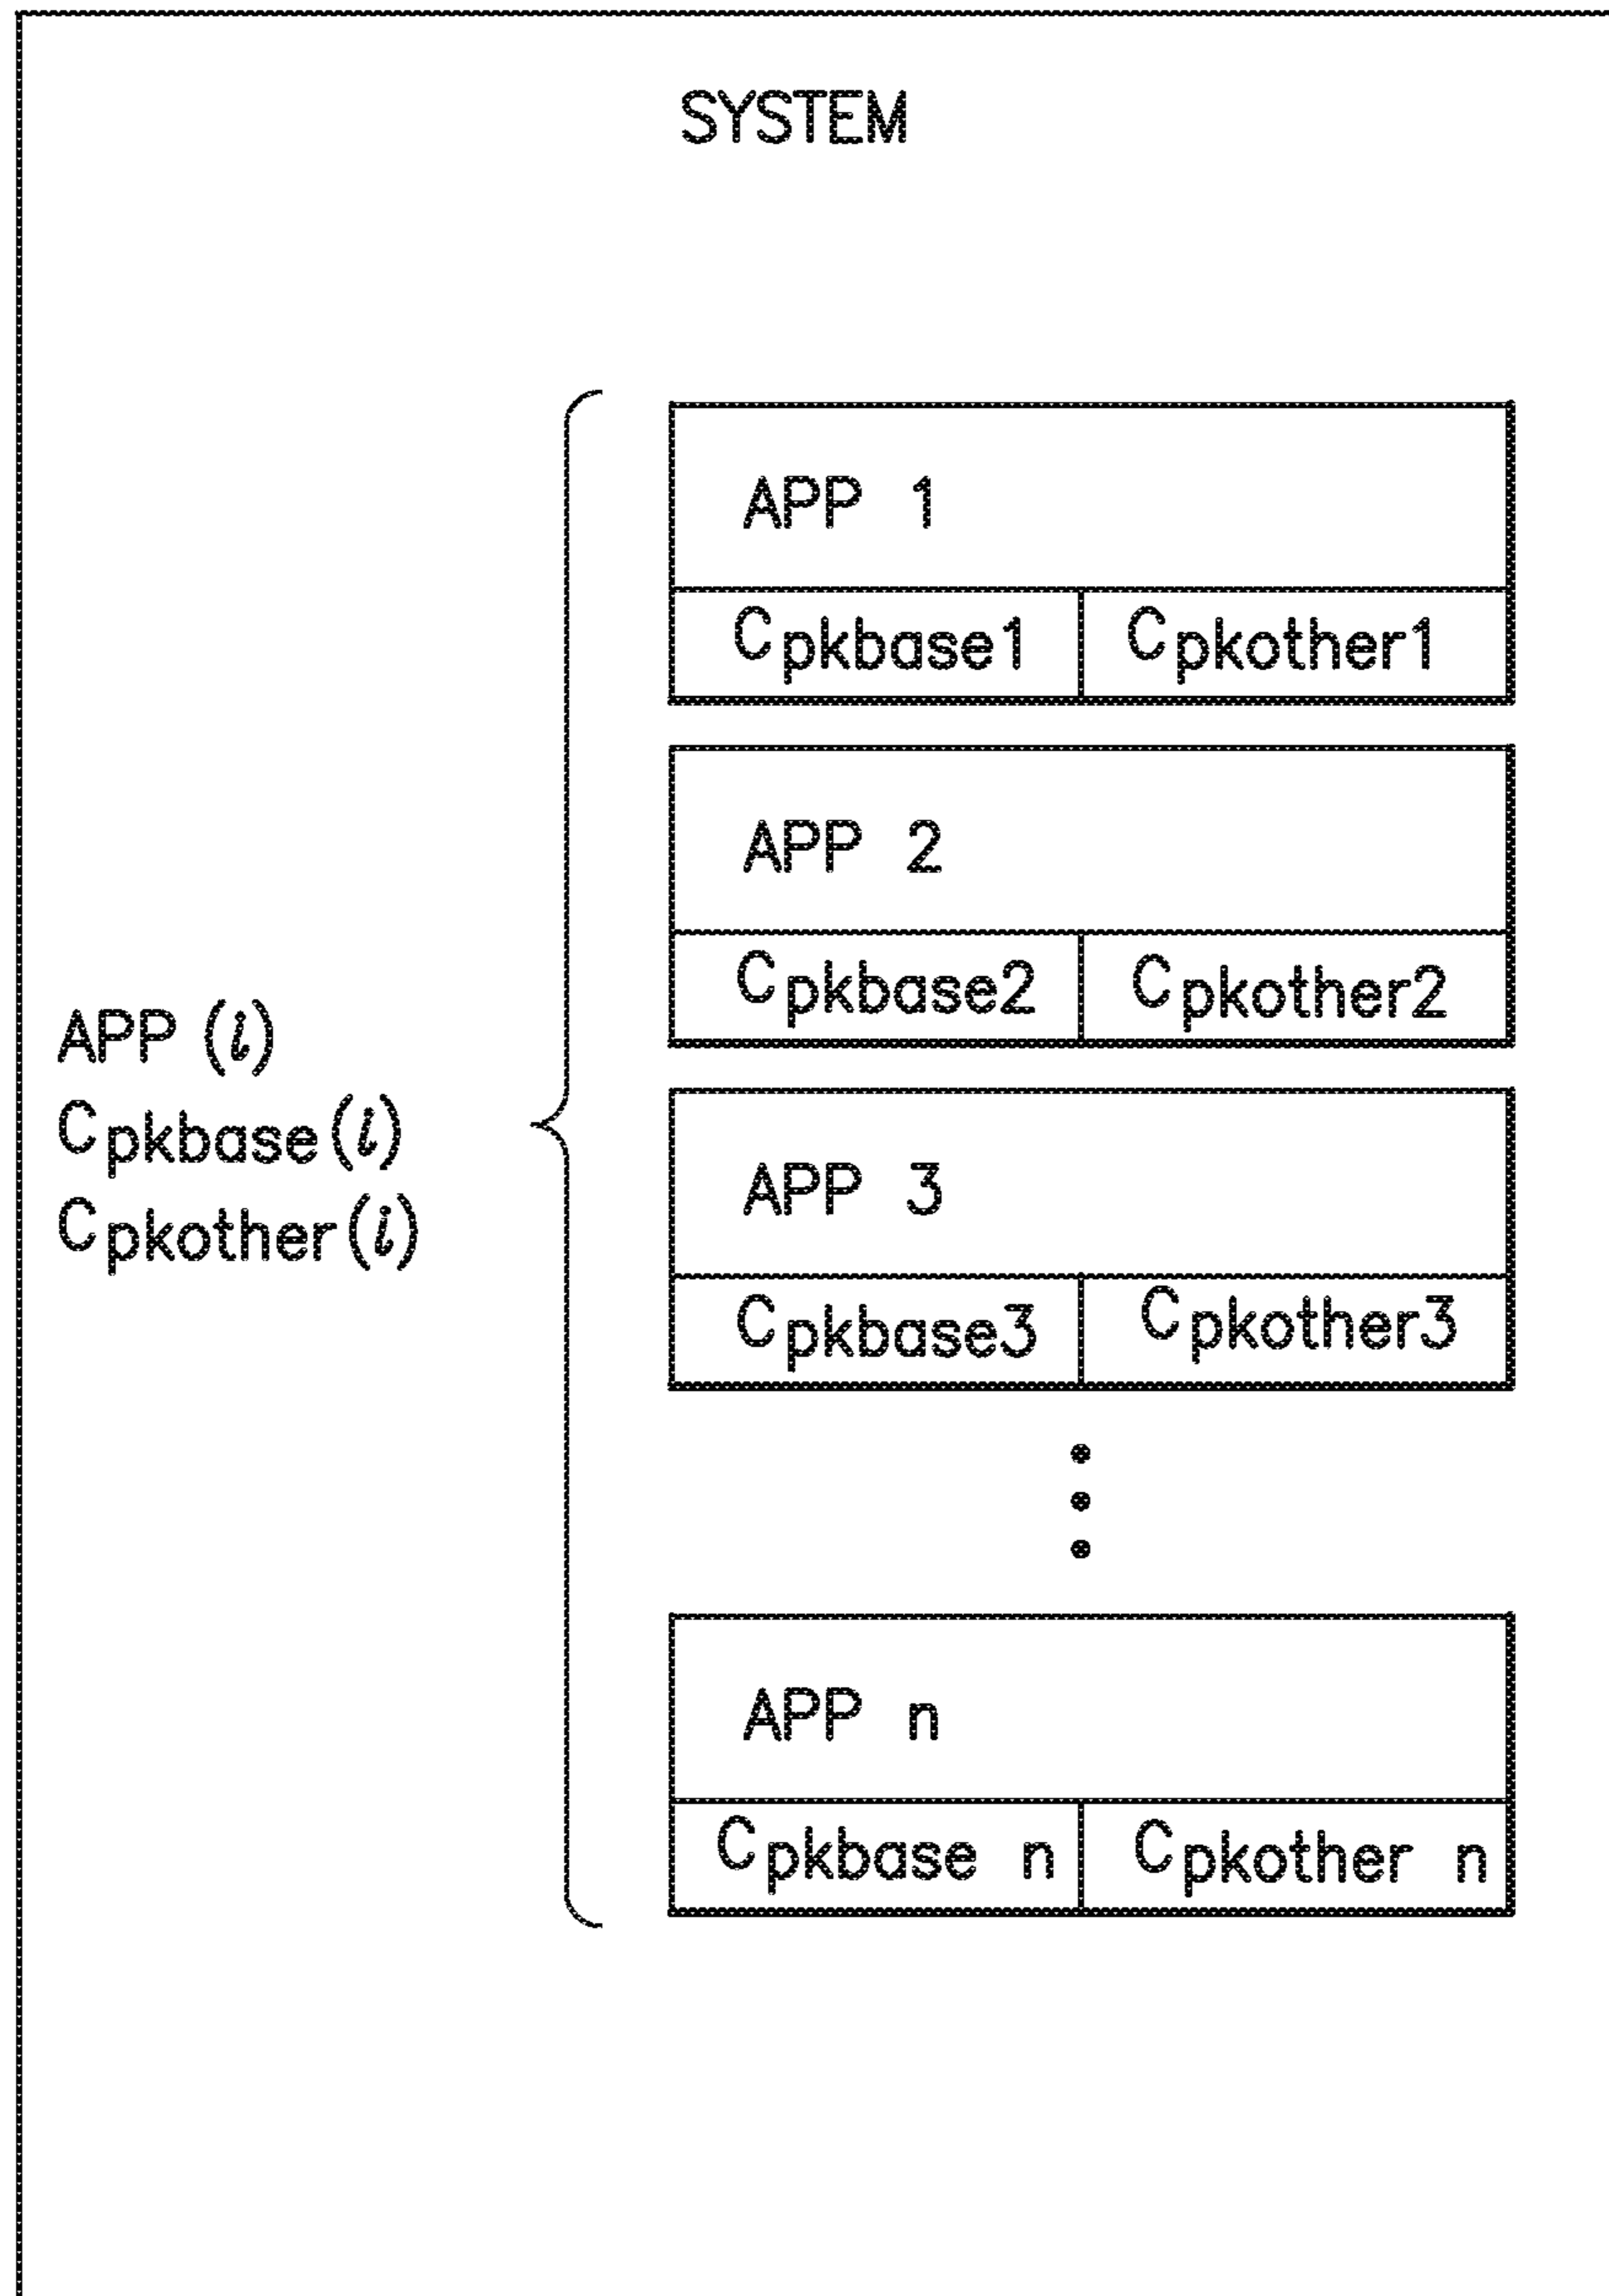 SYSTEM
APP 1
Cpkbase1 Cpkother1
APP 2
Cpkbase2 Cpkother2
APP (i)
Cpkbase(i)
Cpkother(i)
APP 3
Cpkbase3 Cpkother3
APP n
Cpkbase n Cpkother n